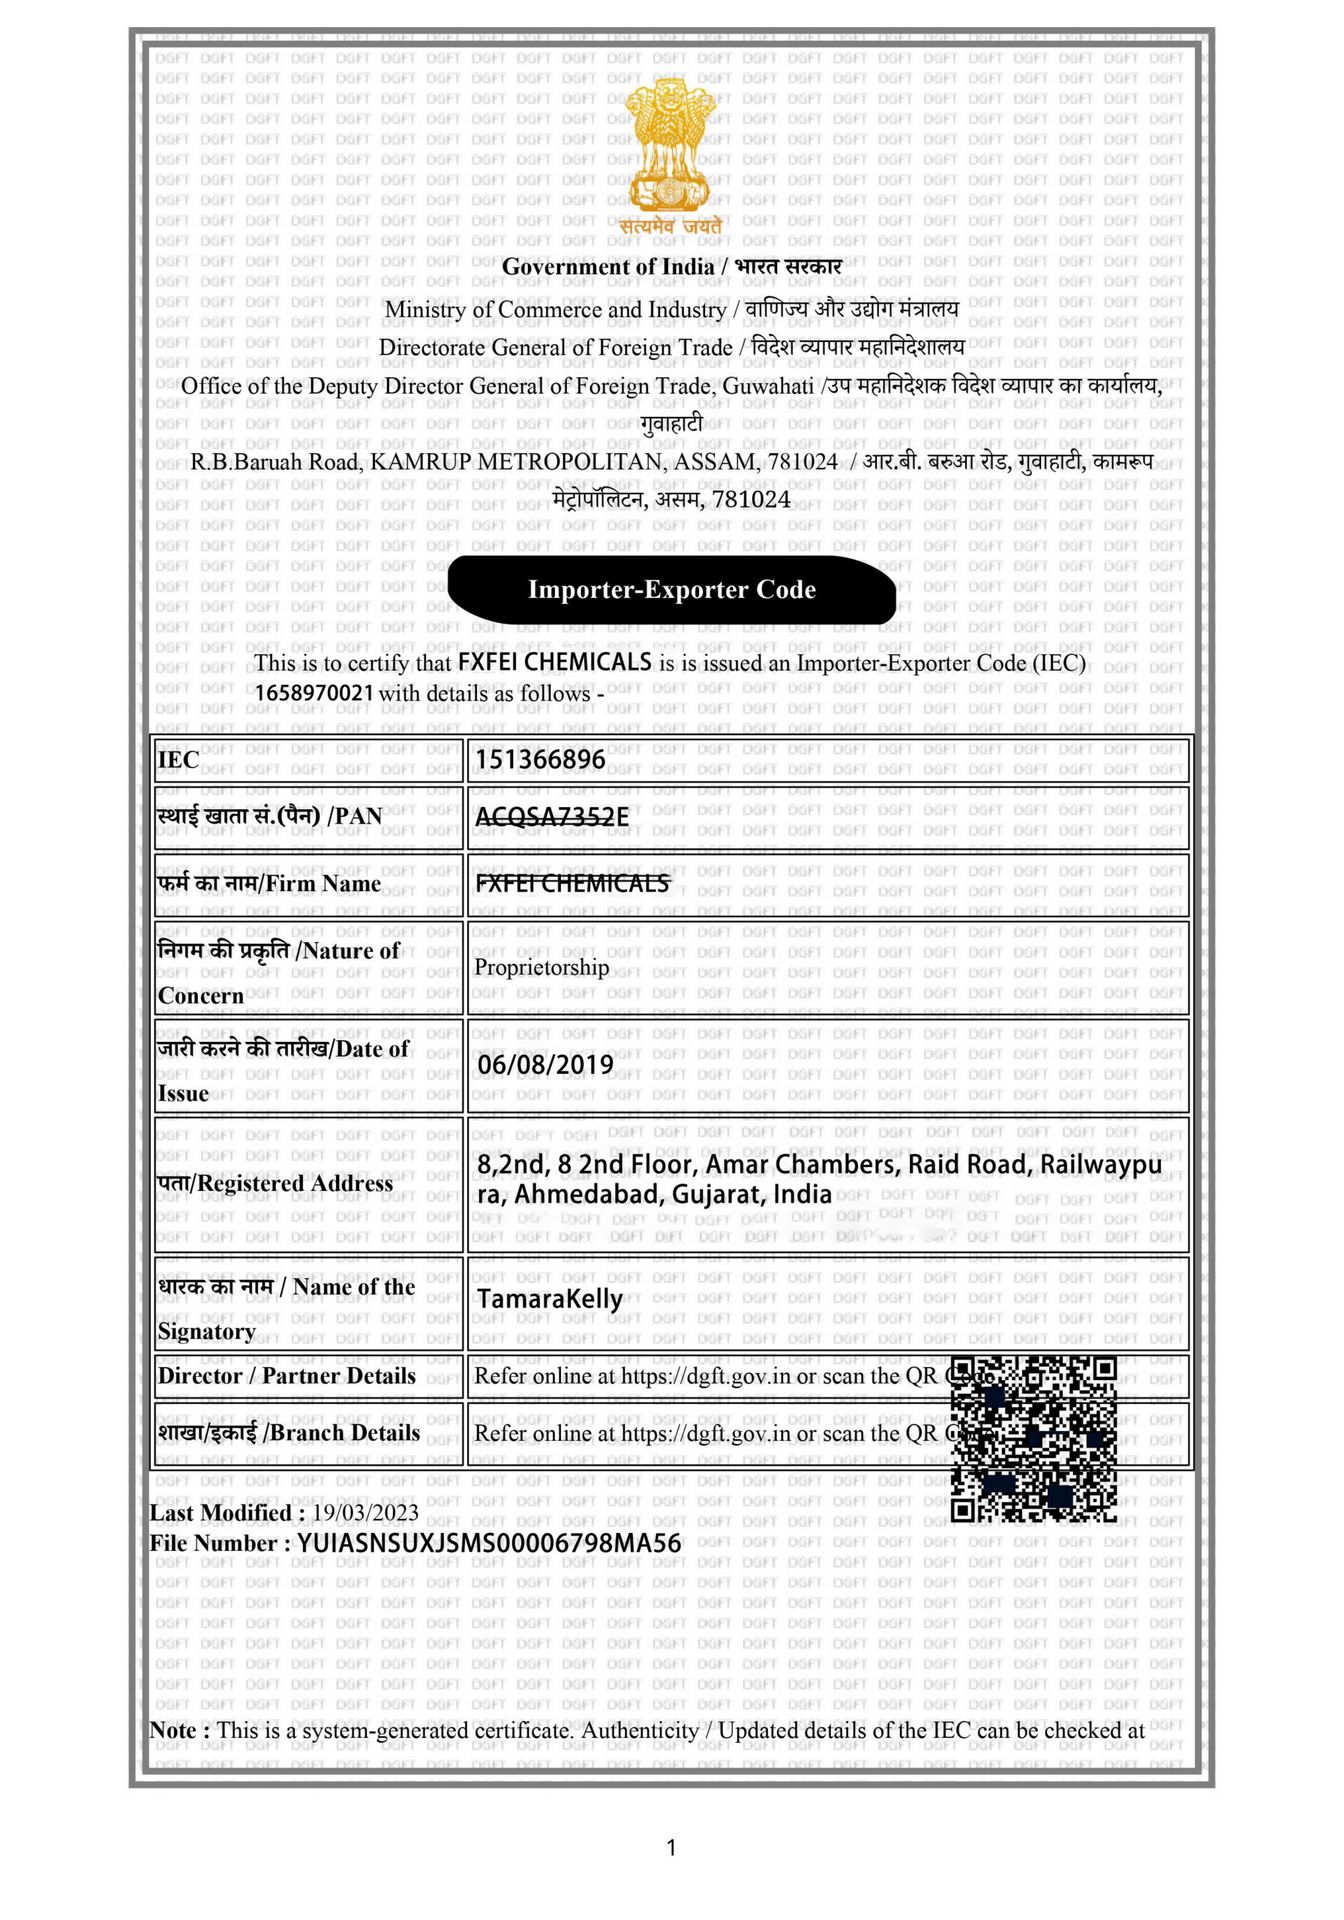 सत्यमेव जयते
Government of India / भारत सरकार
Ministry of Commerce and Industry / वाणिज्य और उद्योग मंत्रालय
Directorate General of Foreign Trade / विदेश व्यापार महानिदेशालय
Office of the Deputy Director General of Foreign Trade, Guwahati /उप महानिदेशक विदेश व्यापार का कार्यालय,
गुवाहाटी
R.B.Baruah Road, KAMRUP METROPOLITAN, ASSAM, 781024 / आर.बी. बरुआ रोड, गुवाहाटी, कामरूप
मेट्रोपॉलिटन, असम, 781024
Importer-Exporter Code
This is to certify that FXFEI CHEMICALS is is issued an Importer-Exporter Code (IEC)
1658970021 with details as follows -
IEC 151366896
स्थाई खाता सं.(पैन) /PAN ACQSA7352E
फर्म का नाम/Firm Name FXFEI CHEMICALS
निगम की प्रकृति /Nature of
Concern
Proprietorship
जारी करने की तारीख/Date of
Issue
06/08/2019
पता/Registered Address
8,2nd, 8 2nd Floor, Amar Chambers, Raid Road, Railwaypu
ra, Ahmedabad, Gujarat, India
धारक का नाम / Name of the
Signatory
TamaraKelly
Director / Partner Details Refer online at https://dgft.gov.in or scan the QR Code
शाखा/इकाई /Branch Details Refer online at https://dgft.gov.in or scan the QR Code
Last Modified : 19/03/2023
File Number : YUIASNSUXJSMS00006798MA56
Note : This is a system-generated certificate. Authenticity / Updated details of the IEC can be checked at
1